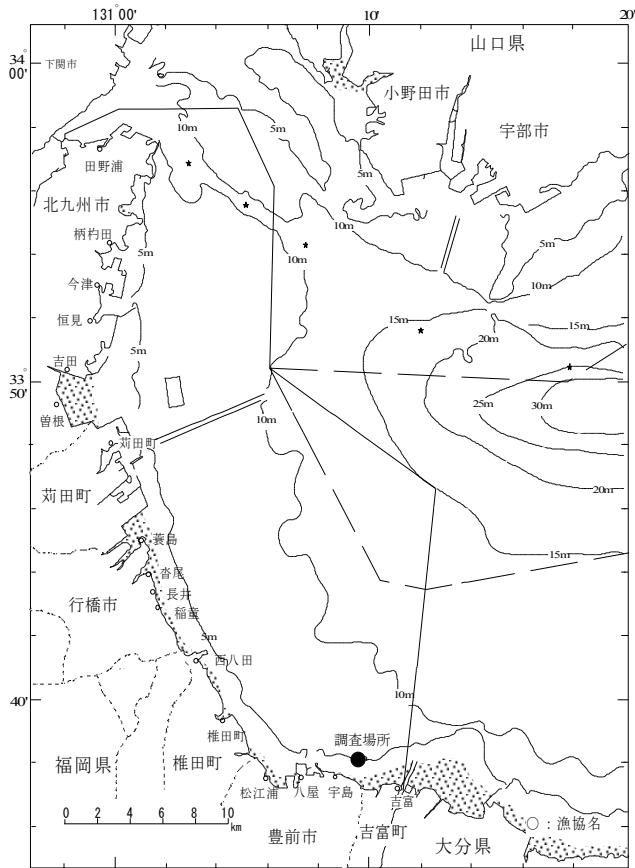 131 00'
10'
20'
34°
00'
山口県
下関市
小野田市
10m
5m
宇部市
田野浦
5m
北九州市
10m
柄杓田
5m
10m
5m
今津
10m
恒見
15m
15m
20m
5m
吉田
33°
50'
25m
30m
曽根
10m
苅田町
苅田町
20m
蓑島
15m
沓尾
長井
行橋市
稲童
5m
西八田
40'
10m
椎田町
調査場所
福岡県
椎田町
松江浦
八屋
宇島
吉富
0 2 4 6 8 10
km
○：漁協名
豊前市
吉富町
大分県